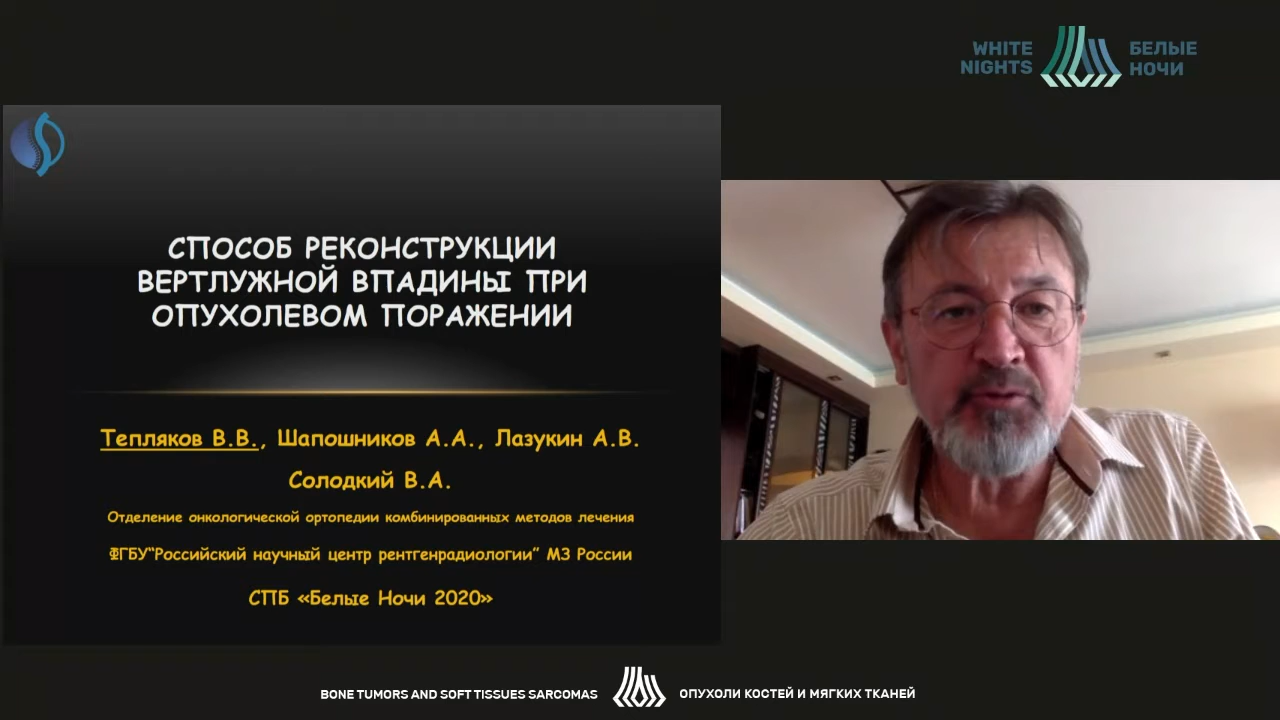 WHITE NIGHTS
БЕЛЫЕ НОЧИ
СПОСОБ РЕКОНСТРУКЦИИ
ВЕРТЛУЖНОЙ ВПАДИНЫ ПРИ
ОПУХОЛЕВОМ ПОРАЖЕНИИ
Тепляков В.В., Шапошников А.А., Лазукин А.В.
Солодкий В.А.
Отделение онкологической ортопедии комбинированных методов лечения
ФГБУ"Российский научный центр рентгенрадиологии" МЗ России
СПБ «Белые Ночи 2020»
BONE TUMORS AND SOFT TISSUES SARCOMAS
ОПУХОЛИ КОСТЕЙ И МЯГКИХ ТКАНЕЙ